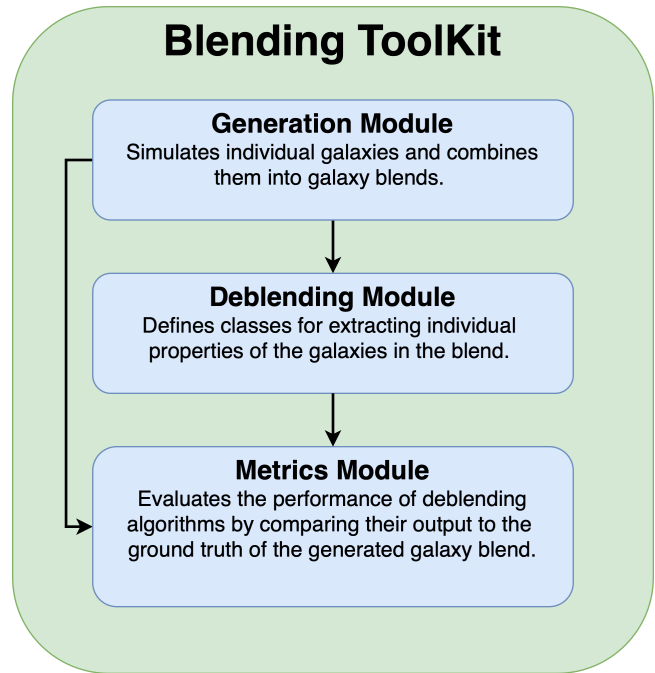 Blending ToolKit
Generation Module
Simulates individual galaxies and combines
them into galaxy blends.
Deblending Module
Defines classes for extracting individual
properties of the galaxies in the blend.
Metrics Module
Evaluates the performance of deblending
algorithms by comparing their output to the
ground truth of the generated galaxy blend.